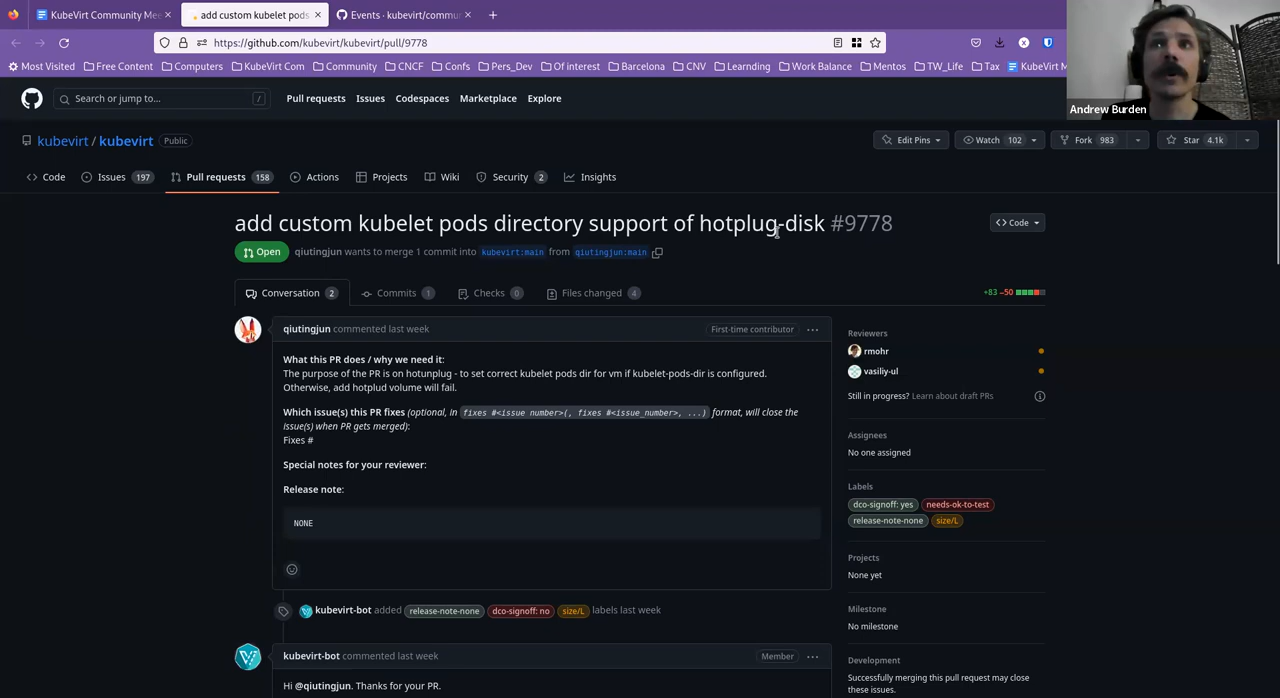 KubeVirt Community Mee
add custom kubelet pods
Events · kubevirt/commu
https://github.com/kubevirt/kubevirt/pull/9778
Most Visited
Free Content
Computers
KubeVirt Com
Community
CNCF
Confs
Pers_Dev
Of interest
Barcelona
CNV
Learnding
Work Balance
Mentos
TW_Life
Tax
KubeVirt M
Andrew Burden
Search or jump to...
/
Pull requests
Issues
Codespaces
Marketplace
Explore
kubevirt / kubevirt
Public
Edit Pins
Watch 102
Fork 983
Star 4.1k
Code
Issues 197
Pull requests 158
Actions
Projects
Wiki
Security 2
Insights
add custom kubelet pods directory support of hotplug-disk #9778
Code
Open
qiutingjun wants to merge 1 commit into kubevirt:main from qiutingjun:main
Conversation 2
Commits 1
Checks 0
Files changed 4
+83 −50
qiutingjun commented last week
First-time contributor
What this PR does / why we need it:
The purpose of the PR is on hotunplug - to set correct kubelet pods dir for vm if kubelet-pods-dir is configured.
Otherwise, add hotplud volume will fail.
Which issue(s) this PR fixes (optional, in fixes #<issue number>(, fixes #<issue_number>, ...) format, will close the
issue(s) when PR gets merged):
Fixes #
Special notes for your reviewer:
Release note:
NONE
kubevirt-bot added release-note-none dco-signoff: no size/L labels last week
kubevirt-bot commented last week
Member
Hi @qiutingjun. Thanks for your PR.
Reviewers
rmohr
vasiliy-ul
Still in progress? Learn about draft PRs
Assignees
No one assigned
Labels
dco-signoff: yes
needs-ok-to-test
release-note-none
size/L
Projects
None yet
Milestone
No milestone
Development
Successfully merging this pull request may close
these issues.